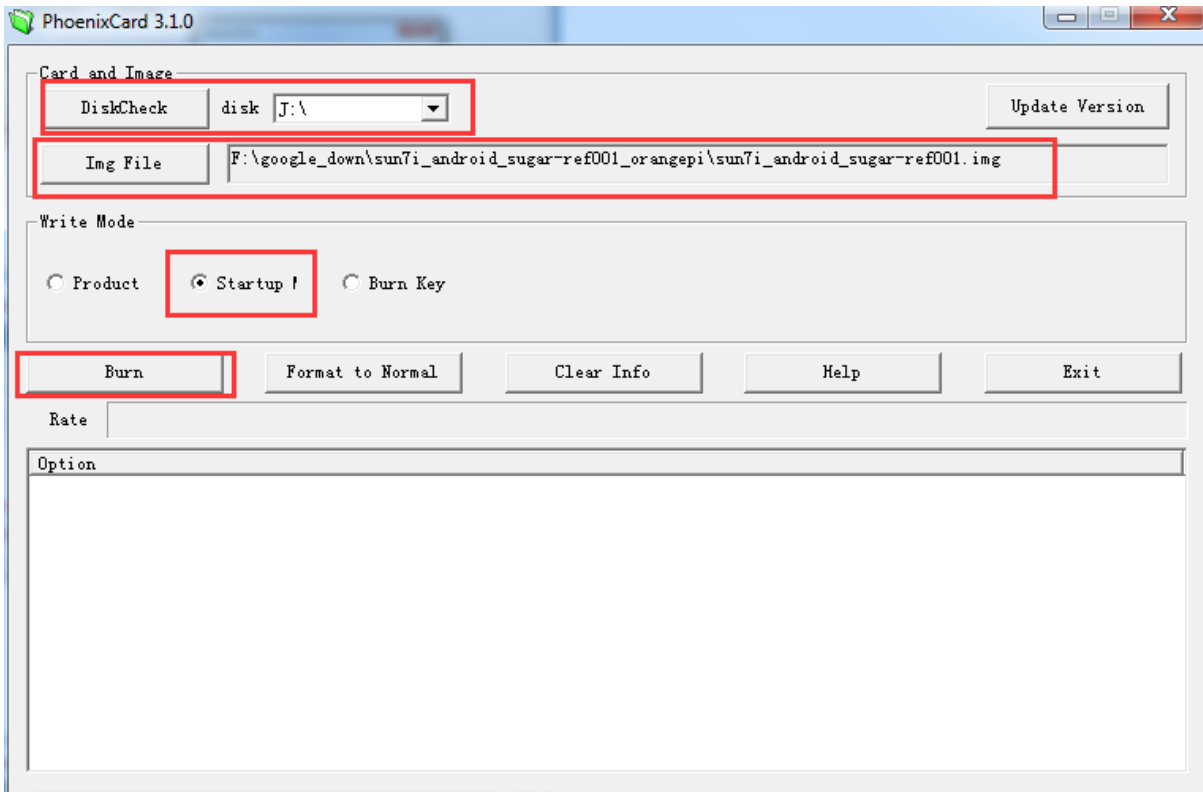 PhoenixCard 3.1.0
Card and Image
DiskCheck disk J:\ Update Version
Img File F:\google_down\sun7i_android_sugar-ref001_orangepi\sun7i_android_sugar-ref001.img
Write Mode
Product Startup Burn Key
Burn Format to Normal Clear Info Help Exit
Rate
Option